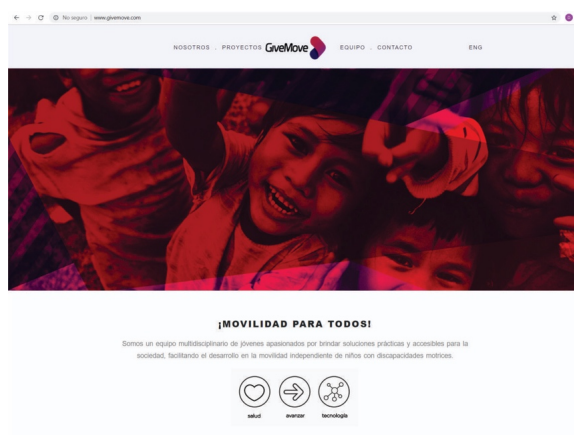 No seguro | www.givemove.com
NOSOTROS . PROYECTOS GiveMove EQUIPO . CONTACTO ENG
¡MOVILIDAD PARA TODOS!
Somos un equipo multidisciplinario de jóvenes apasionados por brindar soluciones prácticas y accesibles para la
sociedad, facilitando el desarrollo en la movilidad independiente de niños con discapacidades motrices.
salud avanzar tecnología